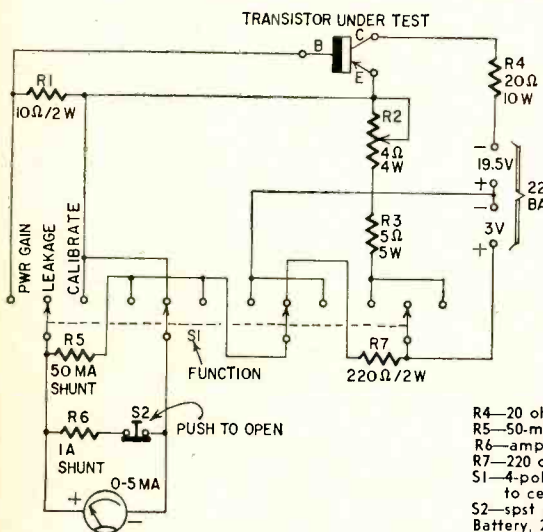 TRANSISTOR UNDER TEST
B
C
E
R1
10Ω/2W
R2
4Ω
4W
R3
5Ω
5W
R4
20Ω
10W
-
19.5V
+
-
3V
+
22
BA
PWR GAIN
LEAKAGE
CALIBRATE
R5
50 MA
SHUNT
S1
FUNCTION
R7
220Ω/2W
R6
1A
SHUNT
S2
PUSH TO OPEN
0-5 MA
+
-
R4—20 oh
R5—50-m
R6—amp
R7—220 o
S1—4-pol
to ce
S2—spst
Battery, 2